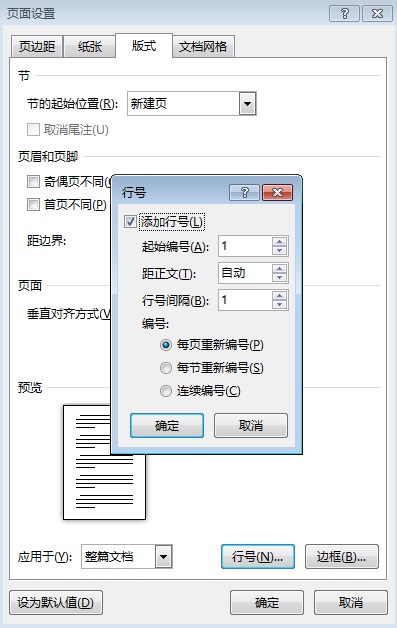 页面设置
页边距 纸张 版式 文档网格
节
节的起始位置(R): 新建页
取消尾注(U)
页眉和页脚
奇偶页不同(
首页不同(P)
距边界:
页面
垂直对齐方式(V
预览
应用于(Y): 整篇文档 行号(N)... 边框(B)...
设为默认值(D) 确定 取消
行号
添加行号(L)
起始编号(A): 1
距正文(T): 自动
行号间隔(B): 1
编号:
每页重新编号(P)
每节重新编号(S)
连续编号(C)
确定 取消